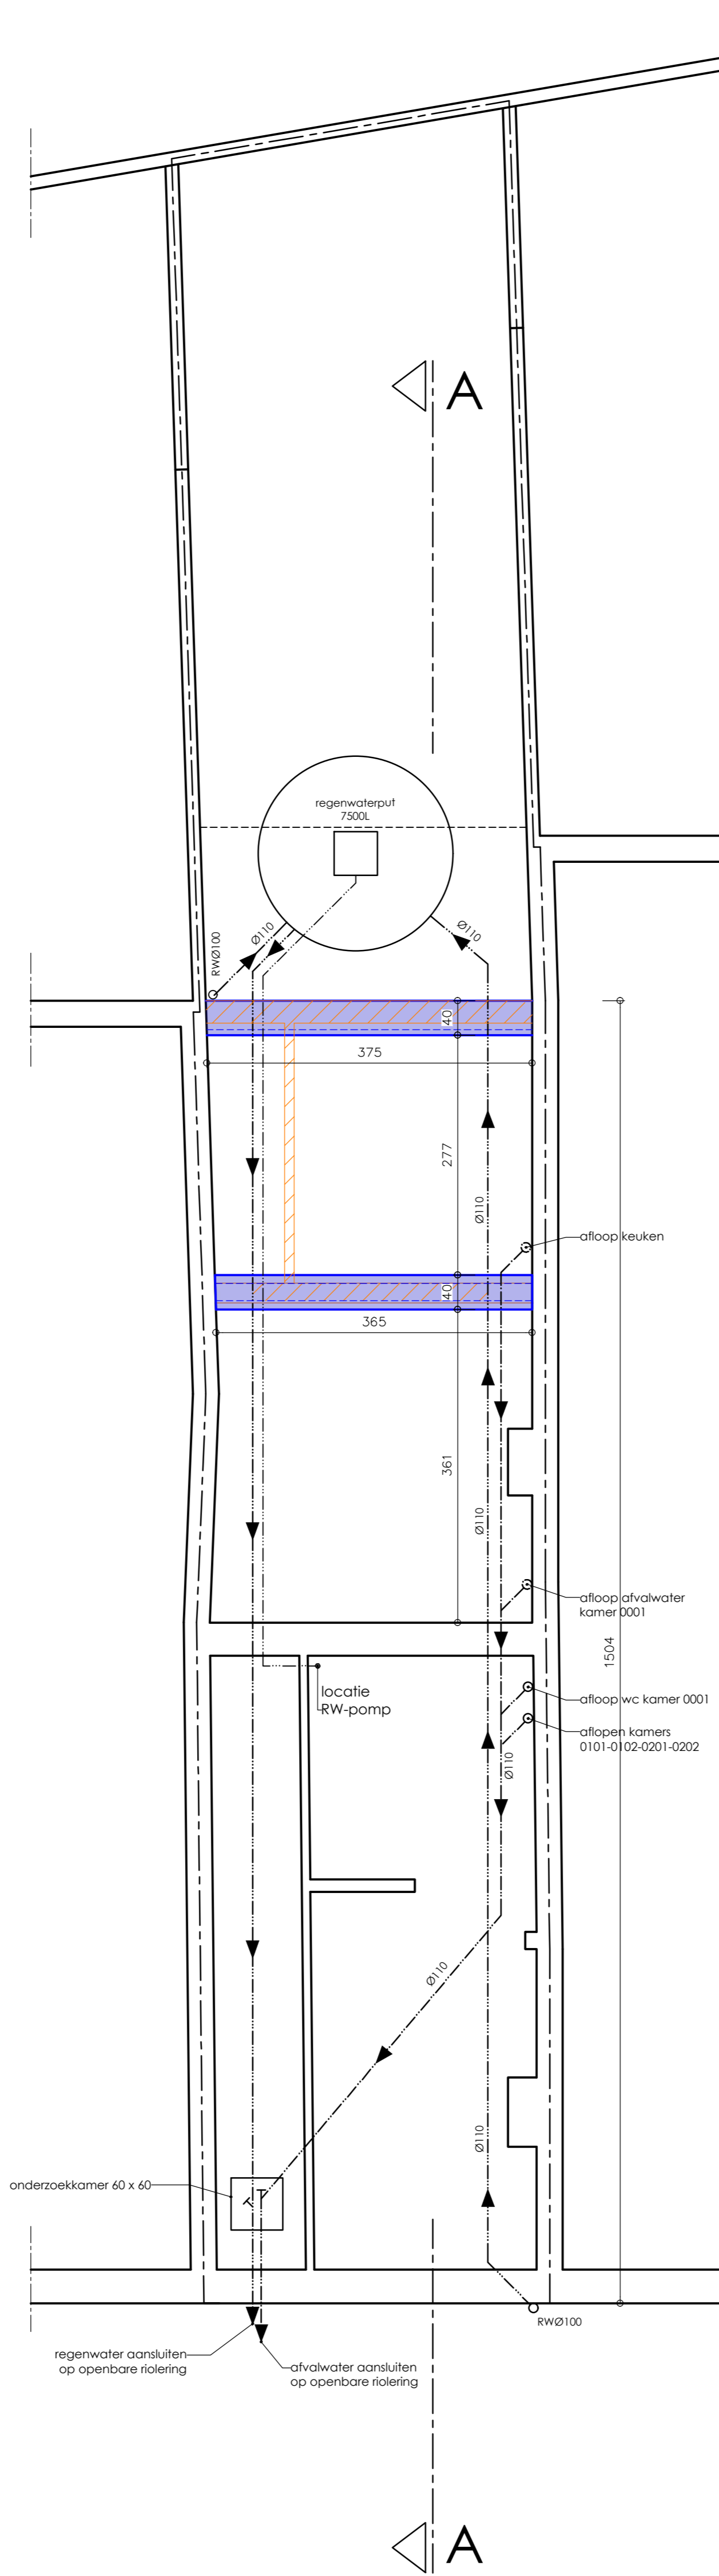 A
regenwaterput
7500L
RWØ100
Ø110
Ø110
40
375
277
Ø110
afloop keuken
40
365
361
Ø110
afloop afvalwater
kamer 0001
1504
locatie
RW-pomp
afloop wc kamer 0001
aflopen kamers
0101-0102-0201-0202
Ø110
Ø110
Ø110
onderzoekkamer 60 x 60
RWØ100
regenwater aansluiten
op openbare riolering
afvalwater aansluiten
op openbare riolering
A